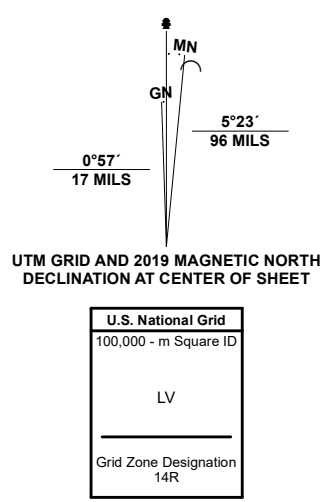 MN
GN
5°23´
96 MILS
0°57´
17 MILS
UTM GRID AND 2019 MAGNETIC NORTH
DECLINATION AT CENTER OF SHEET
U.S. National Grid
100,000 - m Square ID
LV
Grid Zone Designation
14R